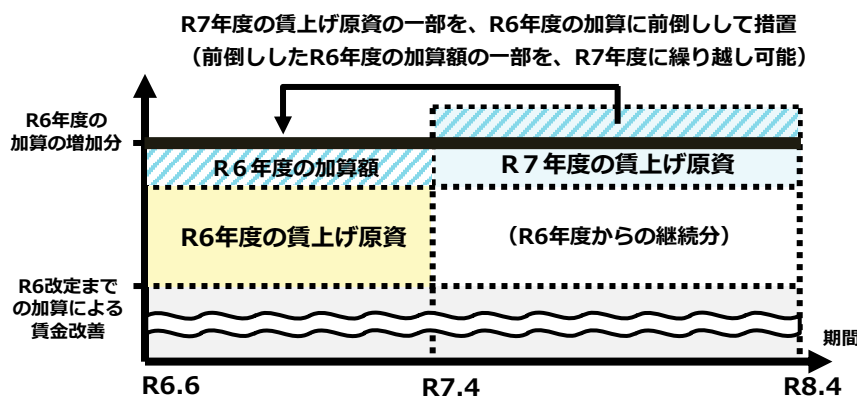 R7年度の賃上げ原資の一部を、R6年度の加算に前倒しして措置
（前倒ししたR6年度の加算額の一部を、R7年度に繰り越し可能）
R6年度の
加算の増加分
R６年度の加算額
R７年度の賃上げ原資
R6年度の賃上げ原資
（R6年度からの継続分）
R6改定まで
の加算による
賃金改善
期間
R6.6
R7.4
R8.4